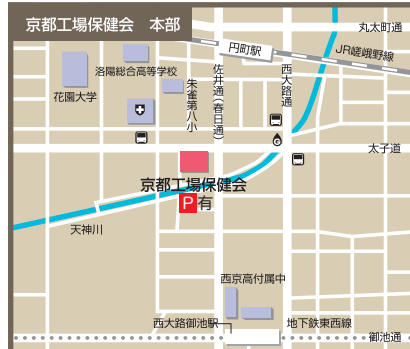 京都工場保健会 本部
丸太町通
円町駅
JR嵯峨野線
洛陽総合高等学校
花園大学
朱雀第八小
佐井通(春日通)
西大路通
太子道
京都工場保健会
P有
天神川
西京高付属中
西大路御池駅
地下鉄東西線
御池通